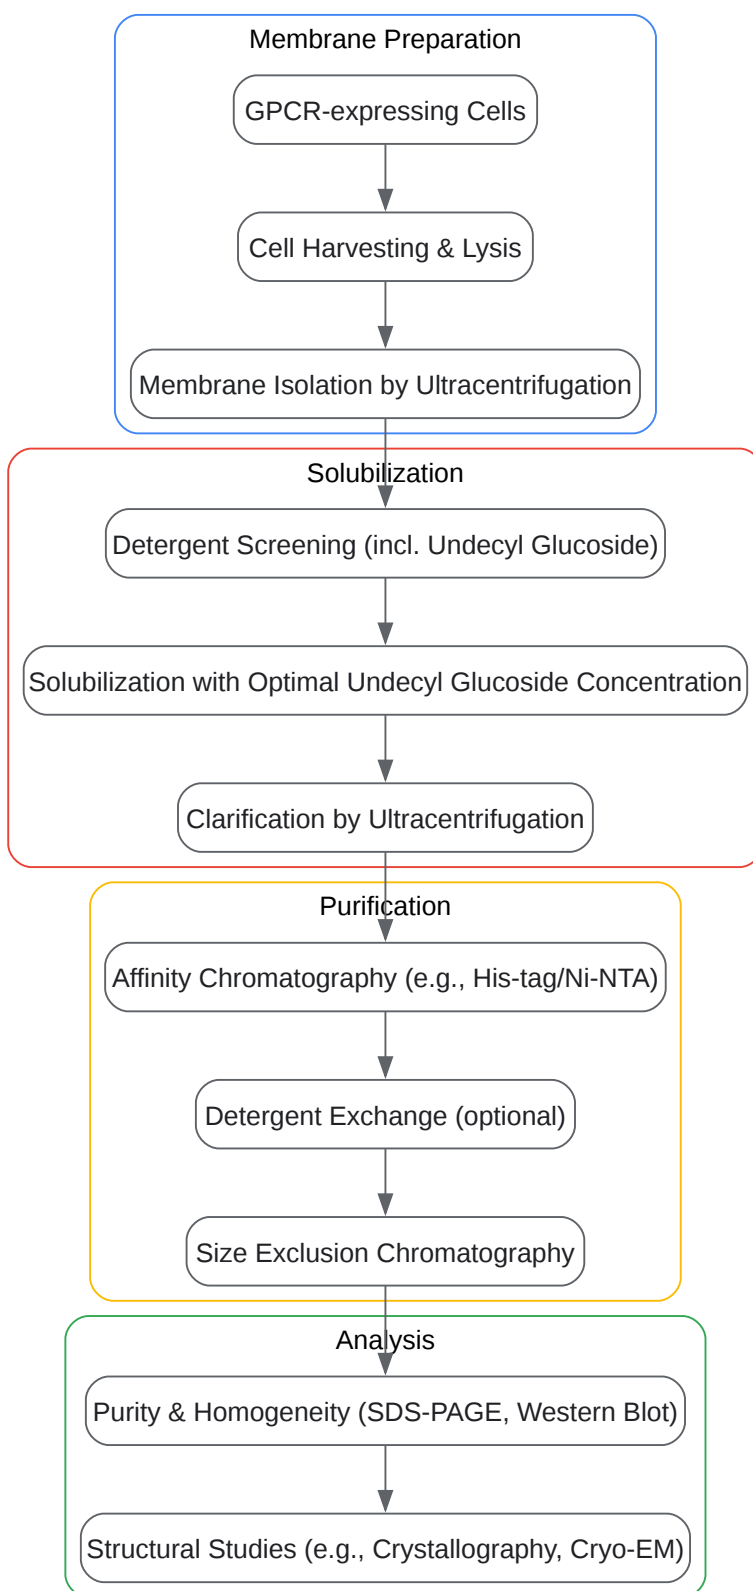 Membrane Preparation
GPCR-expressing Cells
Cell Harvesting & Lysis
Membrane Isolation by Ultracentrifugation
Solubilization
Detergent Screening (incl. Undecyl Glucoside)
Solubilization with Optimal Undecyl Glucoside Concentration
Clarification by Ultracentrifugation
Purification
Affinity Chromatography (e.g., His-tag/Ni-NTA)
Detergent Exchange (optional)
Size Exclusion Chromatography
Analysis
Purity & Homogeneity (SDS-PAGE, Western Blot)
Structural Studies (e.g., Crystallography, Cryo-EM)